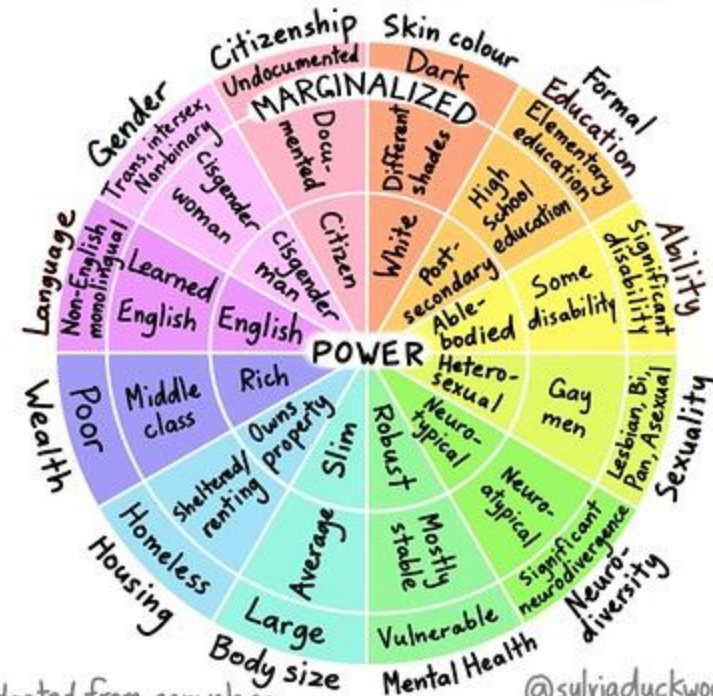 Citizenship
Undocumented
Docu-
mented
Citizen
Skin colour
Dark
Different
shades
White
Formal
Education
Elementary
education
High
School
education
Post-
secondary
Ability
Significant
disability
Some
disability
Able-
bodied
Sexuality
Lesbian, Bi,
Pan, Asexual
Gay
men
Hetero-
sexual
Neuro-
diversity
Significant
neurodivergence
Neuro-
atypical
Neuro-
typical
Mental Health
Vulnerable
Mostly
stable
Robust
Body size
Large
Average
Slim
Housing
Homeless
Sheltered/
renting
Owns
property
Wealth
Poor
Middle
class
Rich
Language
Non-English
monolingual
Learned
English
English
Gender
Trans, intersex,
Nonbinary
cisgender
woman
cisgender
man
MARGINALIZED
POWER